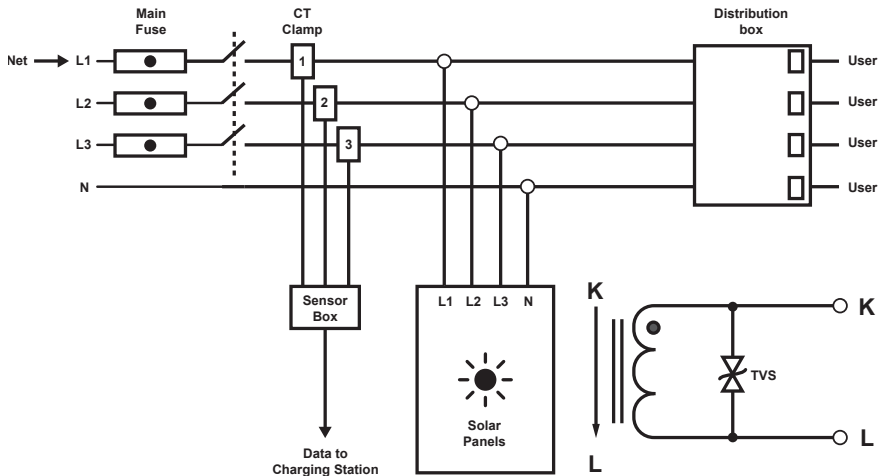 Main
Fuse
CT
Clamp
Distribution
box
Net
L1
1
User
L2
2
User
L3
3
User
N
User
Sensor
Box
L1 L2 L3 N
K
K
TVS
Solar
Panels
L
L
Data to
Charging Station